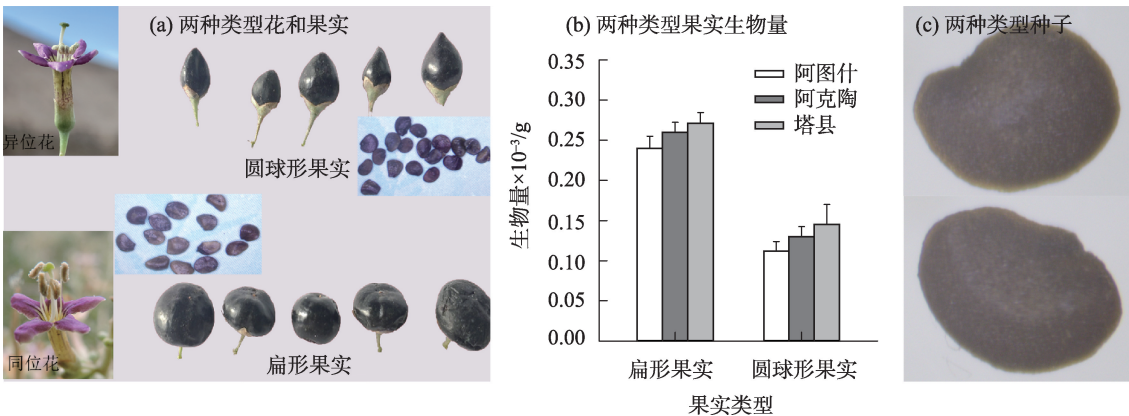 (a) 两种类型花和果实
异位花
圆球形果实
同位花
扁形果实
(b) 两种类型果实生物量
生物量×10⁻³/g
0.35
0.30
0.25
0.20
0.15
0.10
0.05
0.00
阿图什
阿克陶
塔县
扁形果实
圆球形果实
果实类型
(c) 两种类型种子